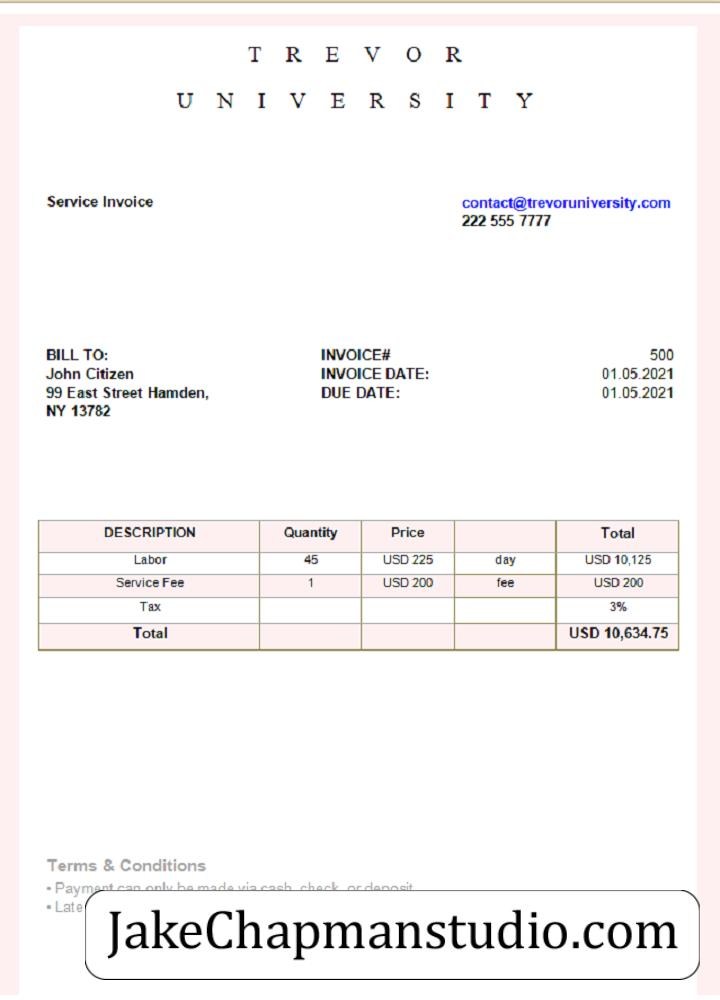 T R E V O R
U N I V E R S I T Y
Service Invoice
contact@trevoruniversity.com
222 555 7777
BILL TO:
John Citizen
99 East Street Hamden,
NY 13782
INVOICE# 500
INVOICE DATE: 01.05.2021
DUE DATE: 01.05.2021
DESCRIPTION Quantity Price Total
Labor 45 USD 225 day USD 10,125
Service Fee 1 USD 200 fee USD 200
Tax 3%
Total USD 10,634.75
Terms & Conditions
• Payment can only be made via cash, check, or deposit
• Late
JakeChapmanstudio.com